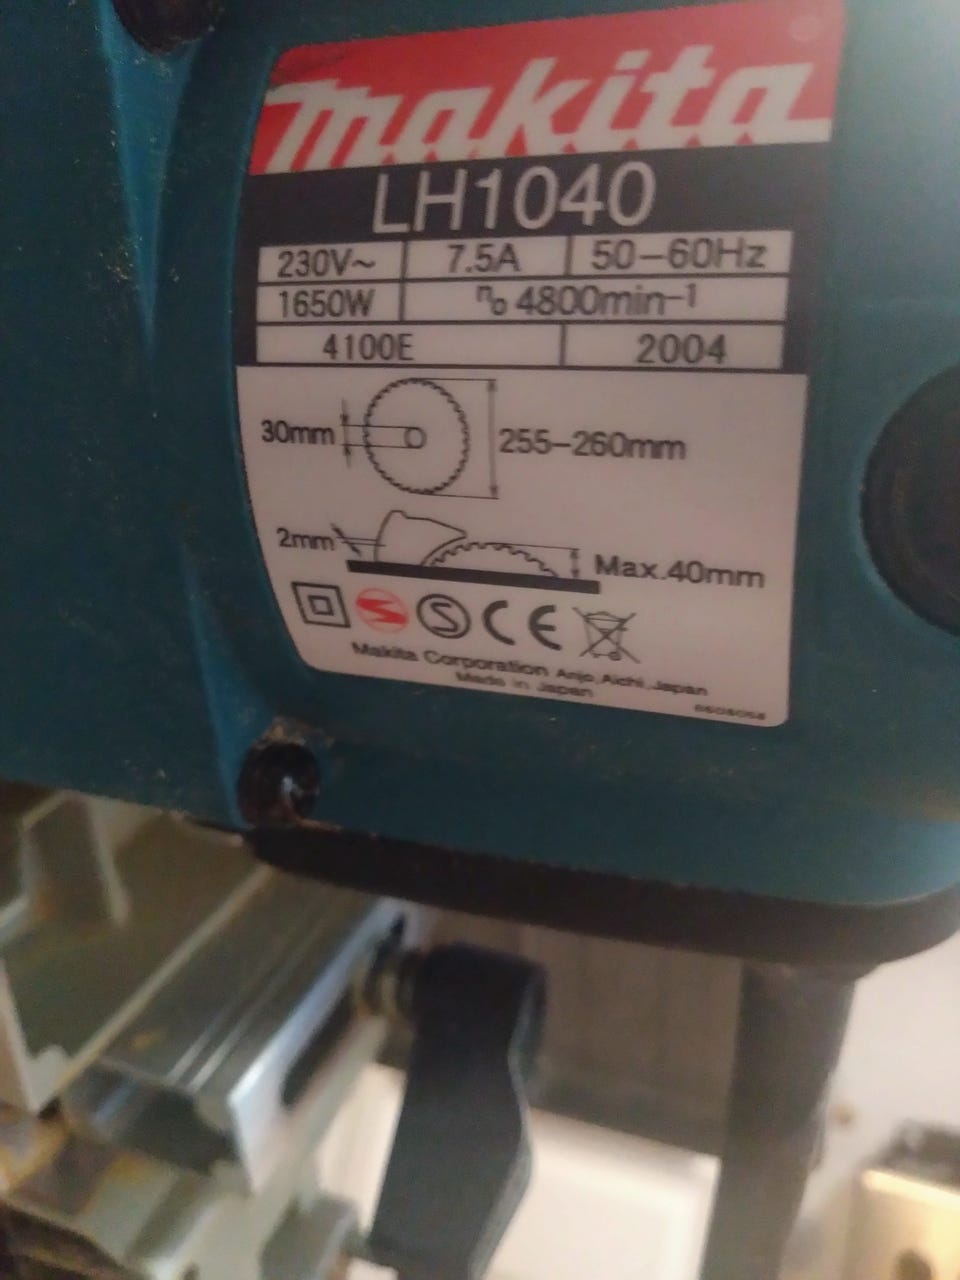 makita
LH1040
230V~ 7.5A 50-60Hz
1650W n₀ 4800min⁻¹
4100E 2004
30mm 255-260mm
2mm Max.40mm
S S CE
Makita Corporation Anjo, Aichi, Japan
Made in Japan